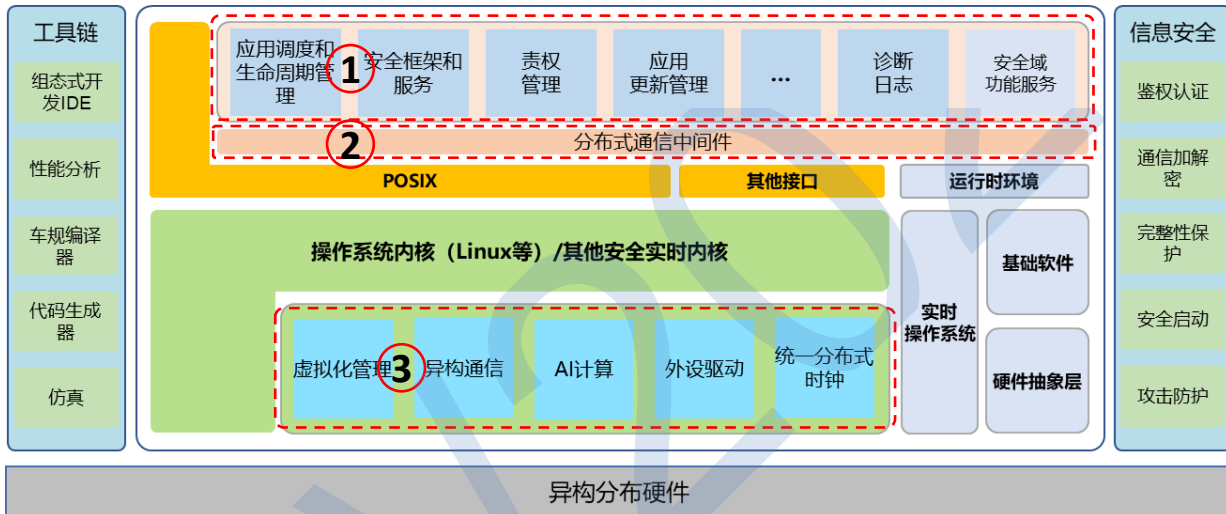 工具链
组态式开
发IDE
性能分析
车规编译
器
代码生成
器
仿真
应用调度和
生命周期管
理
1
安全框架和
服务
责权
管理
应用
更新管理
...
诊断
日志
安全域
功能服务
2
分布式通信中间件
POSIX
其他接口
运行时环境
操作系统内核（Linux等）/其他安全实时内核
虚拟化管理
3
异构通信
AI计算
外设驱动
统一分布式
时钟
实时
操作系统
基础软件
硬件抽象层
信息安全
鉴权认证
通信加解
密
完整性保
护
安全启动
攻击防护
异构分布硬件